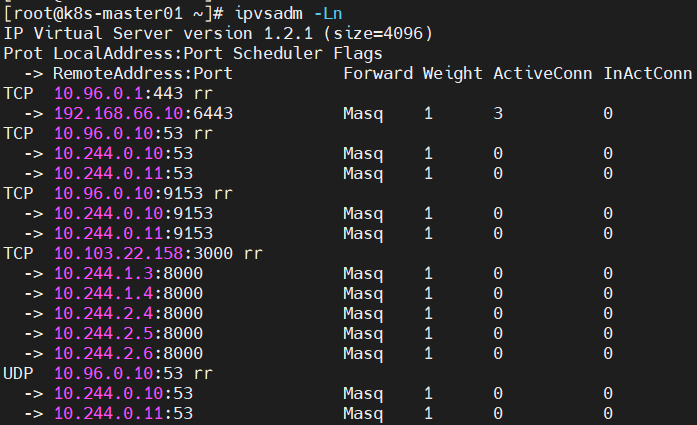 [root@k8s-master01 ~]# ipvsadm -Ln
IP Virtual Server version 1.2.1 (size=4096)
Prot LocalAddress:Port Scheduler Flags
  -> RemoteAddress:Port           Forward Weight ActiveConn InActConn
TCP  10.96.0.1:443 rr
  -> 192.168.66.10:6443           Masq    1      3          0
TCP  10.96.0.10:53 rr
  -> 10.244.0.10:53               Masq    1      0          0
  -> 10.244.0.11:53               Masq    1      0          0
TCP  10.96.0.10:9153 rr
  -> 10.244.0.10:9153             Masq    1      0          0
  -> 10.244.0.11:9153             Masq    1      0          0
TCP  10.103.22.158:3000 rr
  -> 10.244.1.3:8000              Masq    1      0          0
  -> 10.244.1.4:8000              Masq    1      0          0
  -> 10.244.2.4:8000              Masq    1      0          0
  -> 10.244.2.5:8000              Masq    1      0          0
  -> 10.244.2.6:8000              Masq    1      0          0
UDP  10.96.0.10:53 rr
  -> 10.244.0.10:53               Masq    1      0          0
  -> 10.244.0.11:53               Masq    1      0          0